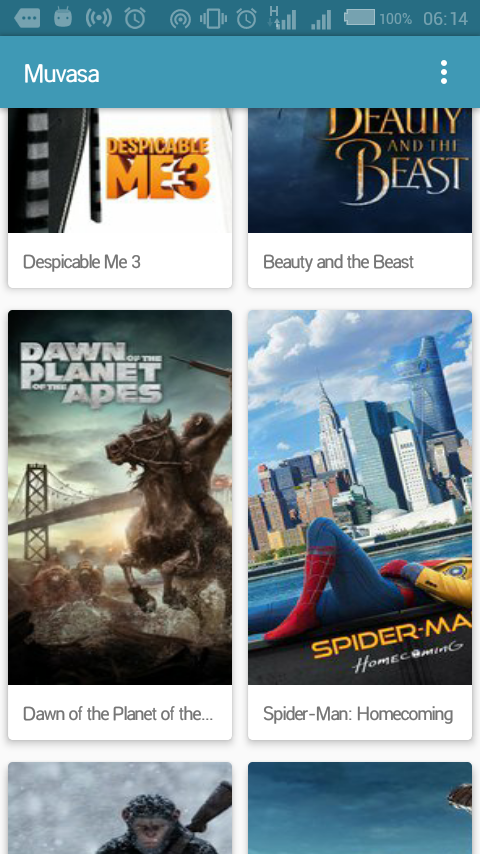 H
100%
06:14
Muvasa
DESPICABLE
ME3
BEAUTY
AND THE
BEAST
Despicable Me 3
Beauty and the Beast
DAWN OF THE
PLANET
OF THE APES
SPIDER-MA
HOMECOMING
Dawn of the Planet of the...
Spider-Man: Homecoming